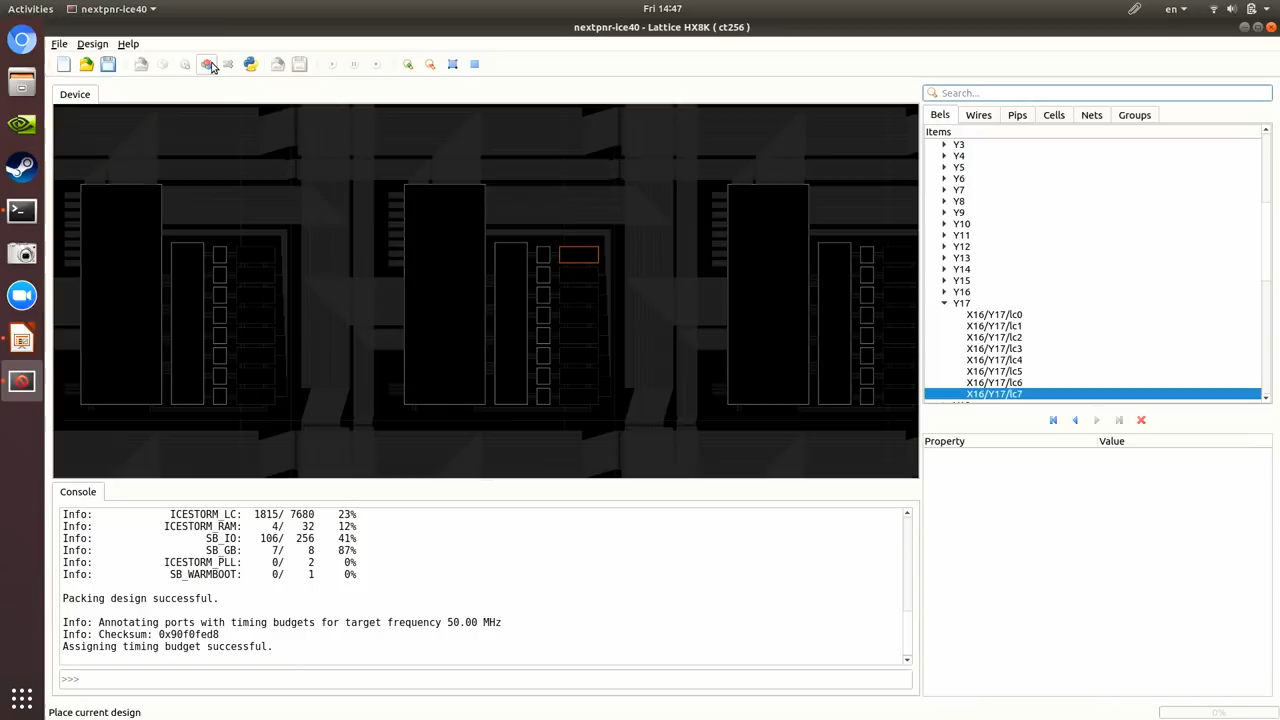 Activities
nextpnr-ice40
Fri 14:47
en
nextpnr-ice40 - Lattice HX8K ( ct256 )
File Design Help
Device
Search...
Bels Wires Pips Cells Nets Groups
Items
Y3
Y4
Y5
Y6
Y7
Y8
Y9
Y10
Y11
Y12
Y13
Y14
Y15
Y16
Y17
X16/Y17/lc0
X16/Y17/lc1
X16/Y17/lc2
X16/Y17/lc3
X16/Y17/lc4
X16/Y17/lc5
X16/Y17/lc6
X16/Y17/lc7
Property Value
Console
Info: ICESTORM_LC: 1815/ 7680 23%
Info: ICESTORM_RAM: 4/ 32 12%
Info: SB_IO: 106/ 256 41%
Info: SB_GB: 7/ 8 87%
Info: ICESTORM_PLL: 0/ 2 0%
Info: SB_WARMBOOT: 0/ 1 0%
Packing design successful.
Info: Annotating ports with timing budgets for target frequency 50.00 MHz
Info: Checksum: 0x90f0fed8
Assigning timing budget successful.
>>>
Place current design
0%